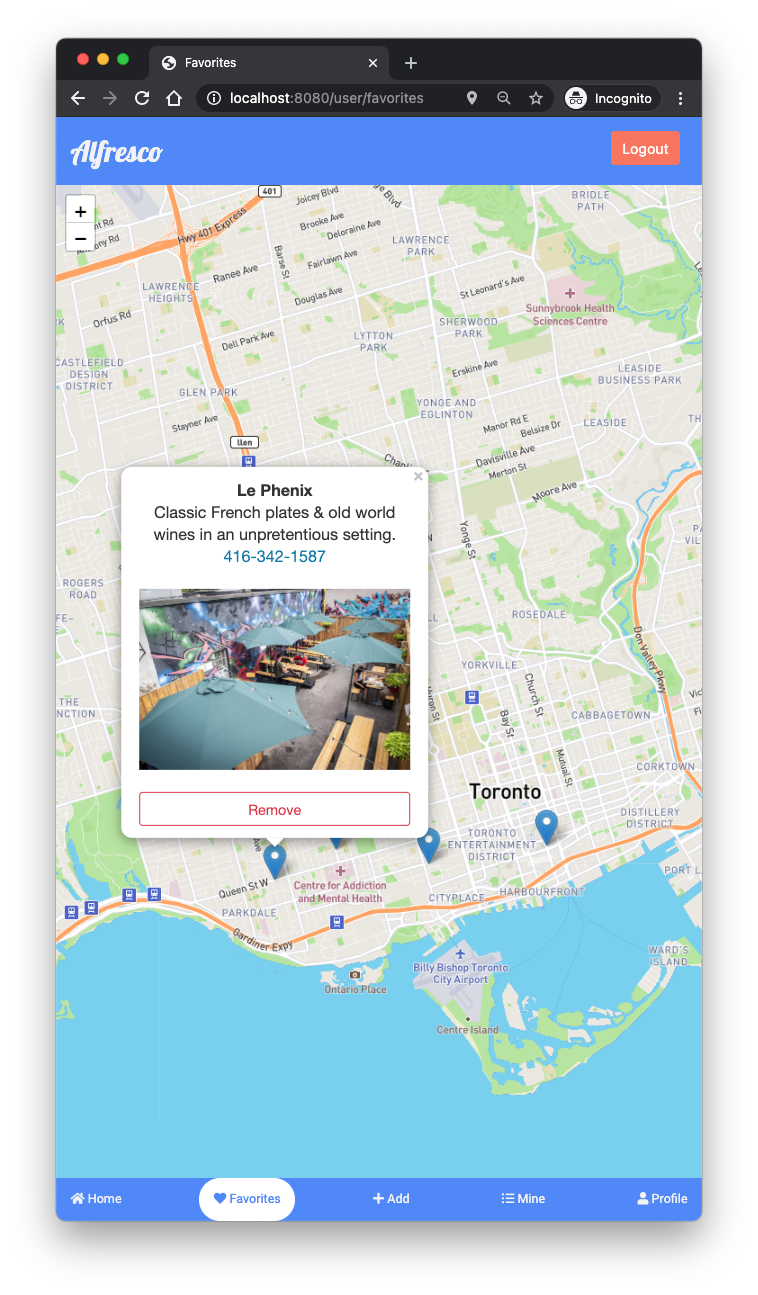 Favorites
localhost:8080/user/favorites
Incognito
Alfresco
Logout
+
−
401
Joicey Blvd
Brooke Ave
Deloraine Ave
Hwy 401 Express
Barse St
Fairlawn Ave
Ranee Ave
Douglas Ave
LAWRENCE
PARK
BRIDLE
PATH
LAWRENCE
HEIGHTS
St Leonard's Ave
Sunnybrook Health
Sciences Centre
Orfus Rd
Dell Park Ave
LYTTON
PARK
SHERWOOD
PARK
CASTLEFIELD
DESIGN
DISTRICT
Erskine Ave
LEASIDE
BUSINESS PARK
GLEN PARK
YONGE AND
EGLINTON
Stayner Ave
Manor Rd E
Belsize Dr
LEASIDE
Davisville Ave
Merton St
Moore Ave
Yonge St
×
Le Phenix
Classic French plates & old world
wines in an unpretentious setting.
416-342-1587
Remove
ROGERS
ROAD
ROSEDALE
Don Valley Pkwy
YORKVILLE
Huron St
Bay St
Church St
CABBAGETOWN
THE
Mutual St
CORKTOWN
Toronto
DISTILLERY
DISTRICT
TORONTO
ENTERTAINMENT
DISTRICT
Queen St W
Centre for Addiction
and Mental Health
CITYPLACE
HARBOURFRONT
PARKDALE
Gardiner Expy
WARD'S
ISLAND
Billy Bishop Toronto
City Airport
Ontario Place
Centre Island
Home
Favorites
Add
Mine
Profile